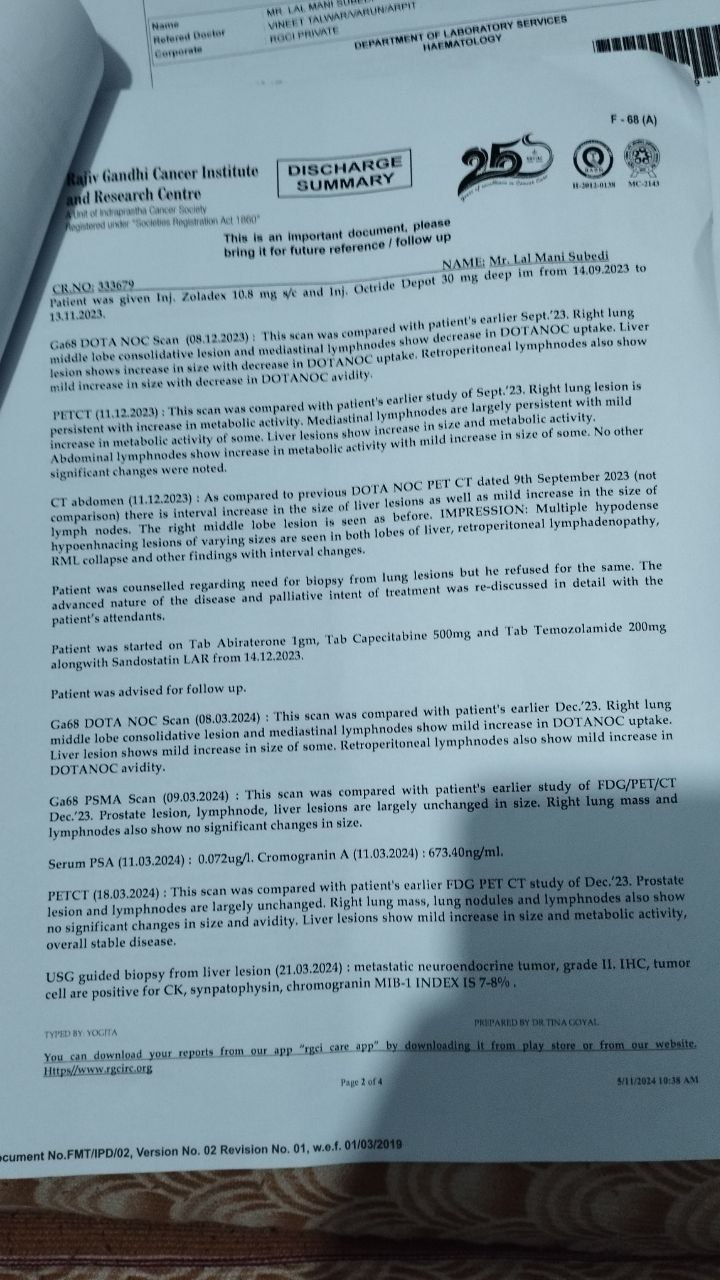 Name
MR. LAL MANI
Refered Doctor
VINEET TALWAR/VARUN/ARPIT
Corporate
RGCI PRIVATE
DEPARTMENT OF LABORATORY SERVICES
HAEMATOLOGY
F - 68 (A)
Rajiv Gandhi Cancer Institute
and Research Centre
A Unit of Indraprastha Cancer Society
Registered under "Societies Registration Act 1860"
DISCHARGE
SUMMARY
25
H-2012-0138
MC-2143
This is an important document, please
bring it for future reference / follow up
CR.NO: 333679
NAME: Mr. Lal Mani Subedi
Patient was given Inj. Zoladex 10.8 mg s/c and Inj. Octride Depot 30 mg deep im from 14.09.2023 to
13.11.2023.
Ga68 DOTA NOC Scan (08.12.2023) : This scan was compared with patient's earlier Sept.'23. Right lung
middle lobe consolidative lesion and mediastinal lymphnodes show decrease in DOTANOC uptake. Liver
lesion shows increase in size with decrease in DOTANOC uptake. Retroperitoneal lymphnodes also show
mild increase in size with decrease in DOTANOC avidity.
PETCT (11.12.2023) : This scan was compared with patient's earlier study of Sept.'23. Right lung lesion is
persistent with increase in metabolic activity. Mediastinal lymphnodes are largely persistent with mild
increase in metabolic activity of some. Liver lesions show increase in size and metabolic activity.
Abdominal lymphnodes show increase in metabolic activity with mild increase in size of some. No other
significant changes were noted.
CT abdomen (11.12.2023) : As compared to previous DOTA NOC PET CT dated 9th September 2023 (not
comparison) there is interval increase in the size of liver lesions as well as mild increase in the size of
lymph nodes. The right middle lobe lesion is seen as before. IMPRESSION: Multiple hypodense
hypoenhnacing lesions of varying sizes are seen in both lobes of liver, retroperitoneal lymphadenopathy,
RML collapse and other findings with interval changes.
Patient was counselled regarding need for biopsy from lung lesions but he refused for the same. The
advanced nature of the disease and palliative intent of treatment was re-discussed in detail with the
patient's attendants.
Patient was started on Tab Abiraterone 1gm, Tab Capecitabine 500mg and Tab Temozolamide 200mg
alongwith Sandostatin LAR from 14.12.2023.
Patient was advised for follow up.
Ga68 DOTA NOC Scan (08.03.2024) : This scan was compared with patient's earlier Dec.'23. Right lung
middle lobe consolidative lesion and mediastinal lymphnodes show mild increase in DOTANOC uptake.
Liver lesion shows mild increase in size of some. Retroperitoneal lymphnodes also show mild increase in
DOTANOC avidity.
Ga68 PSMA Scan (09.03.2024) : This scan was compared with patient's earlier study of FDG/PET/CT
Dec.'23. Prostate lesion, lymphnode, liver lesions are largely unchanged in size. Right lung mass and
lymphnodes also show no significant changes in size.
Serum PSA (11.03.2024) : 0.072ug/l. Cromogranin A (11.03.2024) : 673.40ng/ml.
PETCT (18.03.2024) : This scan was compared with patient's earlier FDG PET CT study of Dec.'23. Prostate
lesion and lymphnodes are largely unchanged. Right lung mass, lung nodules and lymphnodes also show
no significant changes in size and avidity. Liver lesions show mild increase in size and metabolic activity,
overall stable disease.
USG guided biopsy from liver lesion (21.03.2024) : metastatic neuroendocrine tumor, grade II. IHC, tumor
cell are positive for CK, synpatophysin, chromogranin MIB-1 INDEX IS 7-8% .
TYPED BY: YOGITA
PREPARED BY DR TINA GOYAL
You can download your reports from our app "rgci care app" by downloading it from play store or from our website.
Https//www.rgcirc.org
Page 2 of 4
5/11/2024 10:38 AM
ocument No.FMT/IPD/02, Version No. 02 Revision No. 01, w.e.f. 01/03/2019